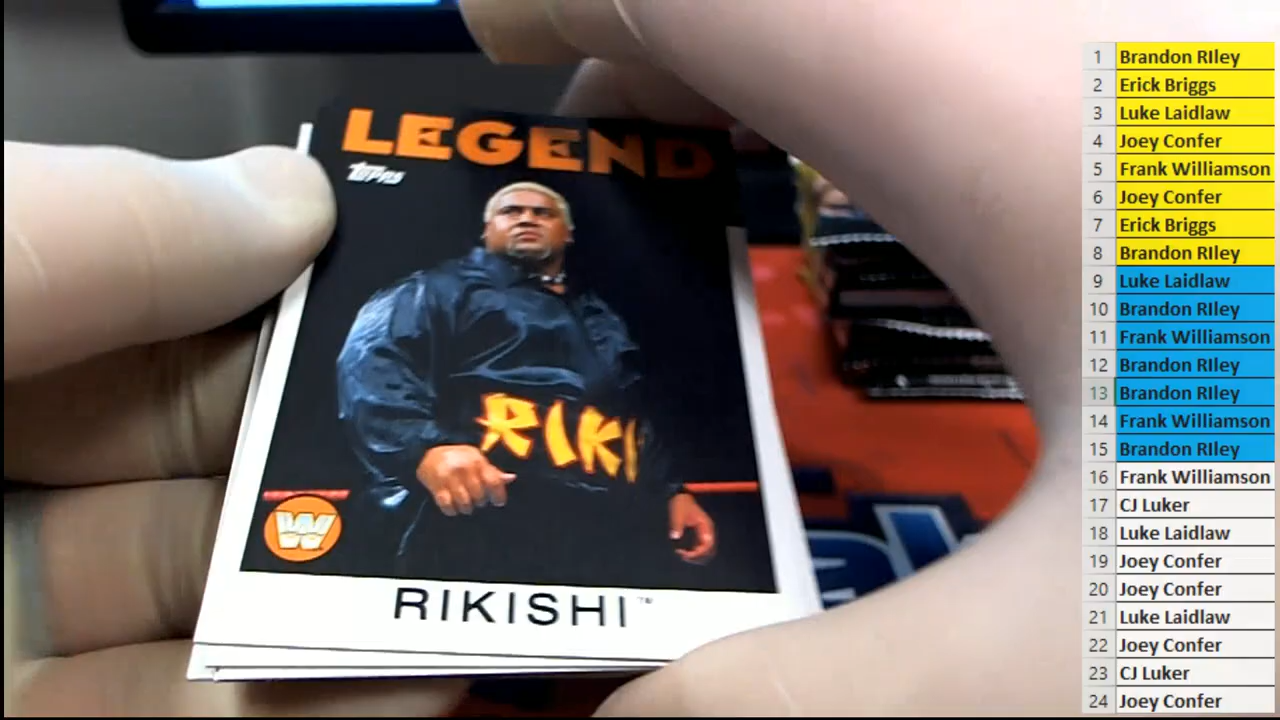 LEGEND
Topps
RIKI
W
RIKISHI™
1 Brandon RIley
2 Erick Briggs
3 Luke Laidlaw
4 Joey Confer
5 Frank Williamson
6 Joey Confer
7 Erick Briggs
8 Brandon RIley
9 Luke Laidlaw
10 Brandon RIley
11 Frank Williamson
12 Brandon RIley
13 Brandon RIley
14 Frank Williamson
15 Brandon RIley
16 Frank Williamson
17 CJ Luker
18 Luke Laidlaw
19 Joey Confer
20 Joey Confer
21 Luke Laidlaw
22 Joey Confer
23 CJ Luker
24 Joey Confer